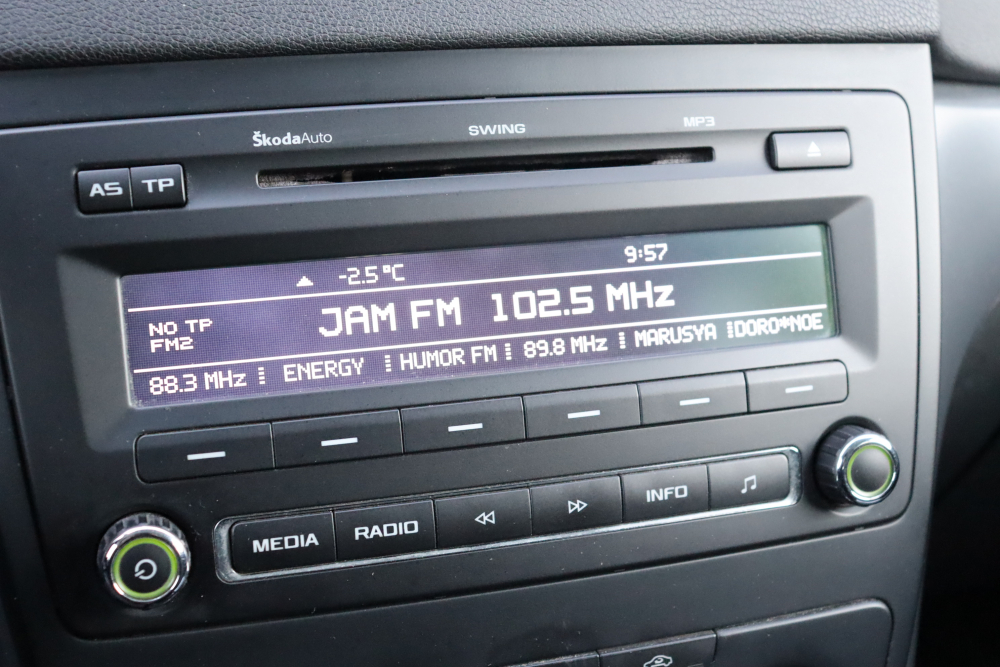 ŠkodaAuto SWING MP3
AS TP
-2.5°C 9:57
NO TP
FM2
JAM FM 102.5 MHz
88.3 MHz ENERGY HUMOR FM 89.8 MHz MARUSYA DORO*NOE
MEDIA RADIO INFO